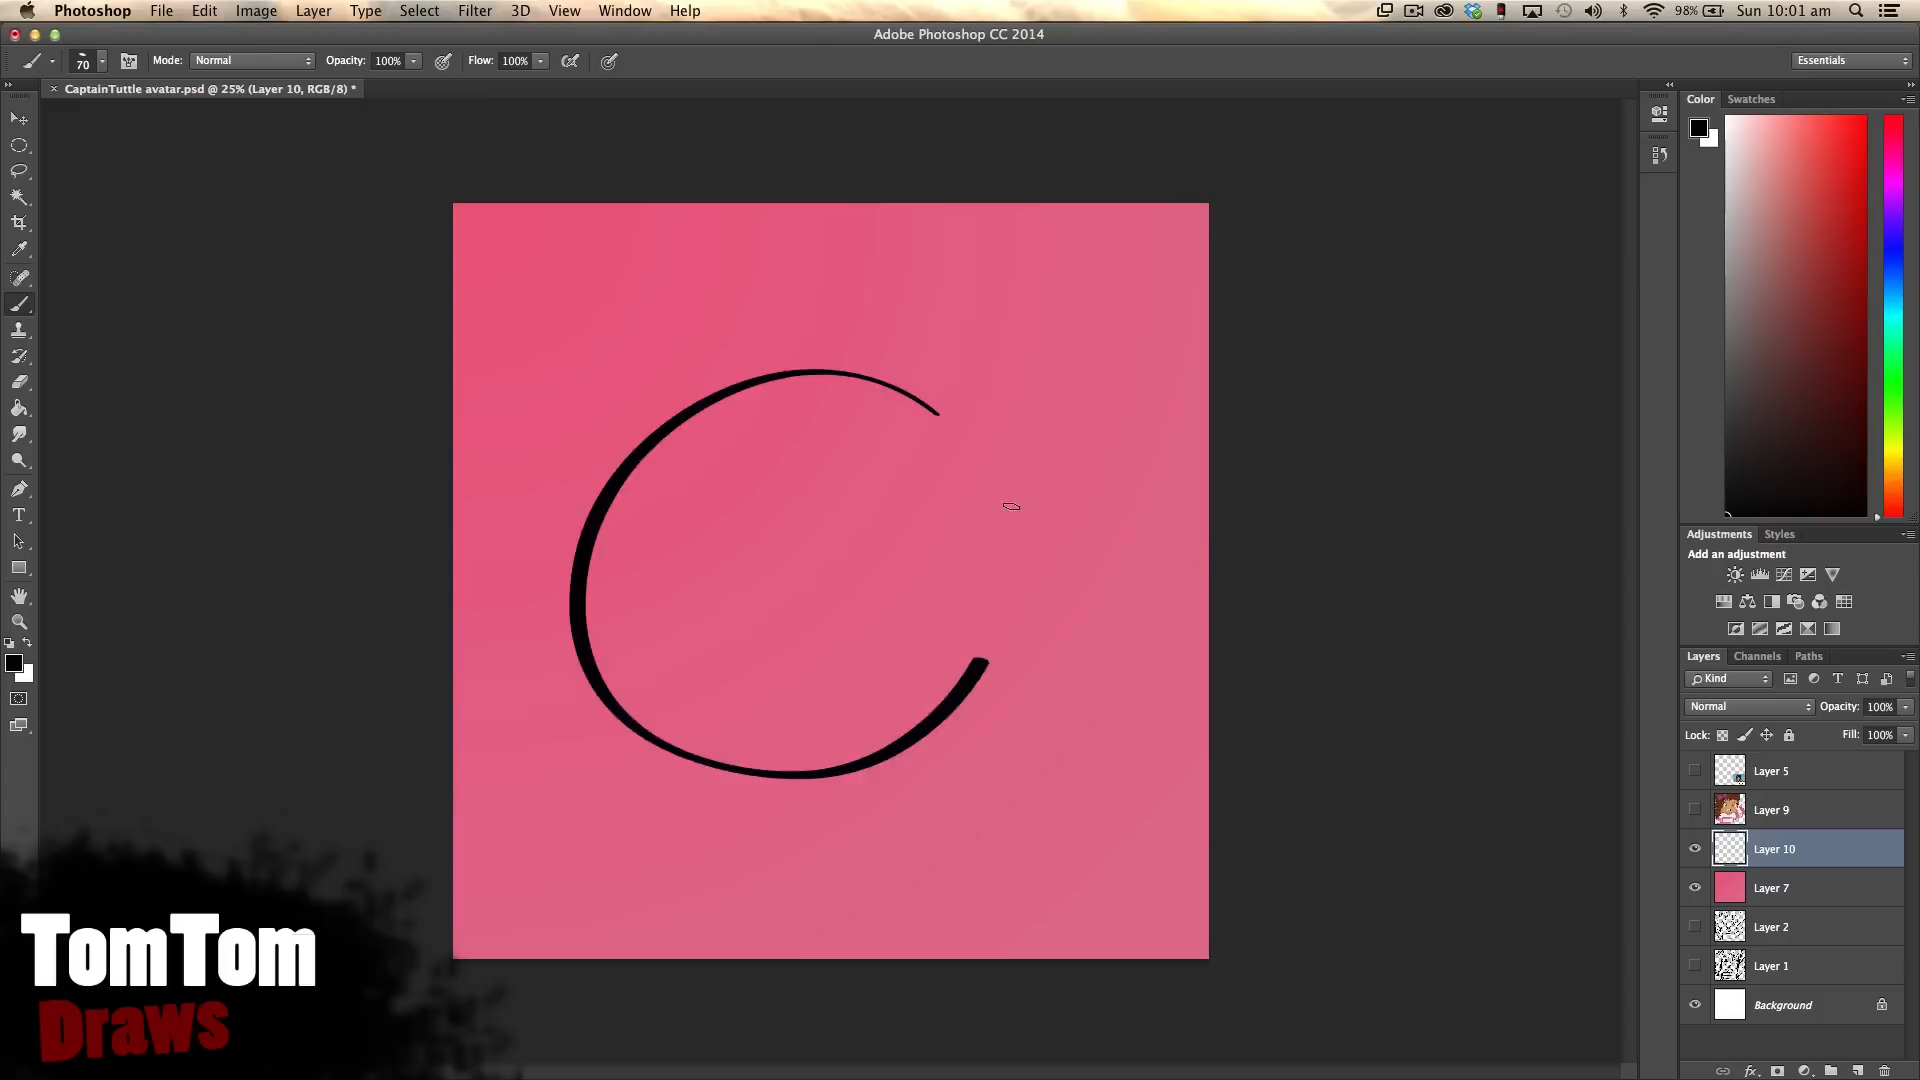 Photoshop File Edit Image Layer Type Select Filter 3D View Window Help 98% Sun 10:01 am
Adobe Photoshop CC 2014
70 Mode: Normal Opacity: 100% Flow: 100% Essentials
CaptainTuttle avatar.psd @ 25% (Layer 10, RGB/8) *
Color Swatches
Adjustments Styles
Add an adjustment
Layers Channels Paths
Kind
Normal Opacity: 100%
Lock: Fill: 100%
Layer 5
Layer 9
Layer 10
Layer 7
Layer 2
Layer 1
Background
TomTom
Draws